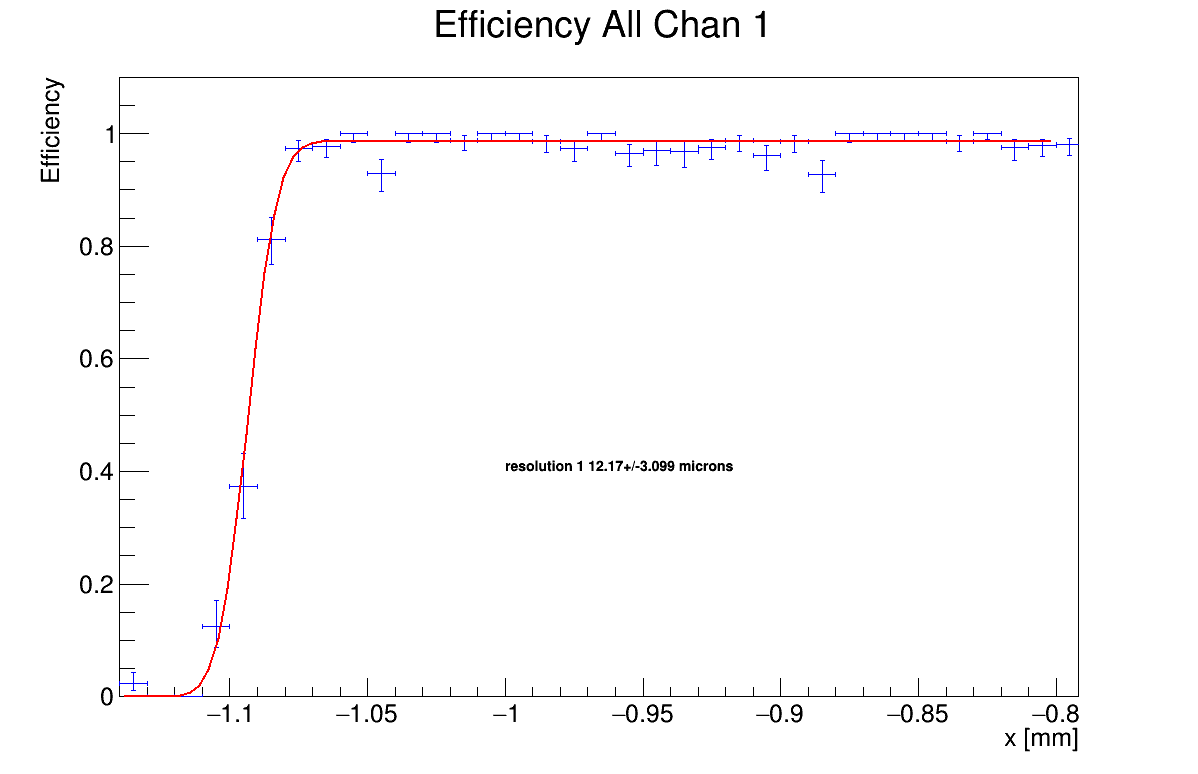 Efficiency All Chan 1
Efficiency
1
0.8
0.6
0.4
0.2
0
resolution 1 12.17+/-3.099 microns
−1.1 −1.05 −1 −0.95 −0.9 −0.85 −0.8
x [mm]